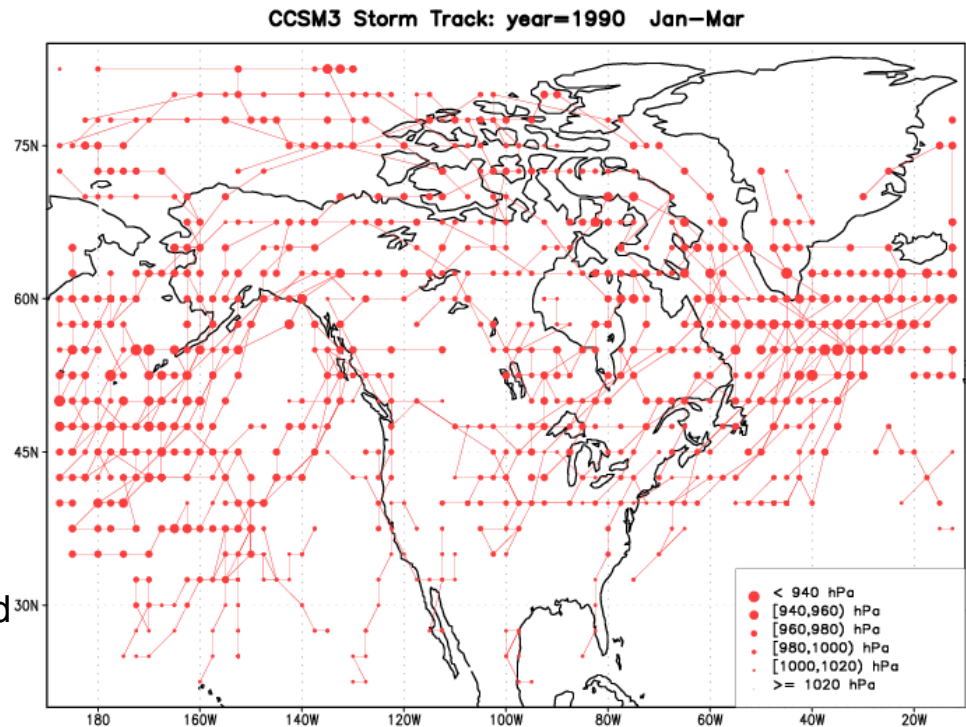 CCSM3 Storm Track: year=1990 Jan-Mar
75N
60N
45N
d 30N
< 940 hPa
[940,960) hPa
[960,980) hPa
[980,1000) hPa
[1000,1020) hPa
>= 1020 hPa
180 160W 140W 120W 100W 80W 60W 40W 20W